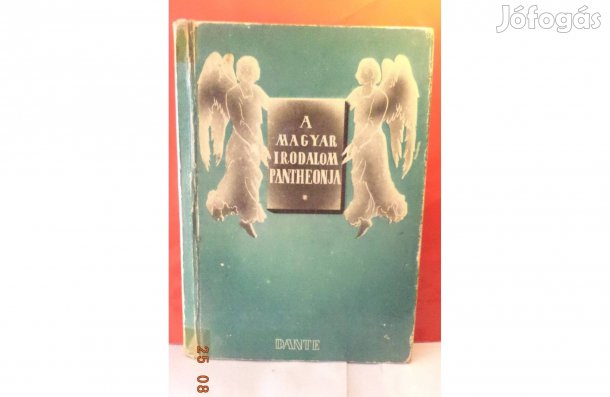 Jófogás
A
MAGYAR
IRODALOM
PANTHEONJA
DANTE
25 08